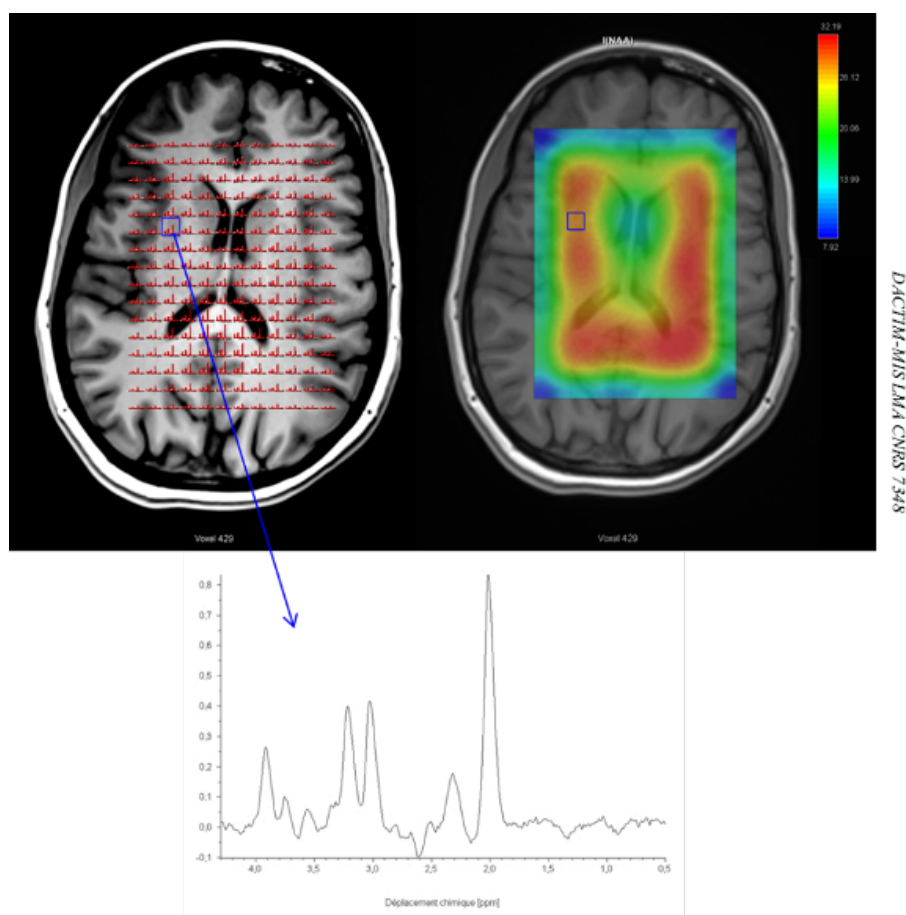 I(NAA)
32.19
26.12
20.06
13.99
7.92
Voxel 429
Voxel 429
DACTIM-MIS LMA CNRS 7348
0,8
0,7
0,6
0,5
0,4
0,3
0,2
0,1
0,0
-0,1
4,0 3,5 3,0 2,5 2,0 1,5 1,0 0,5
Déplacement chimique [ppm]